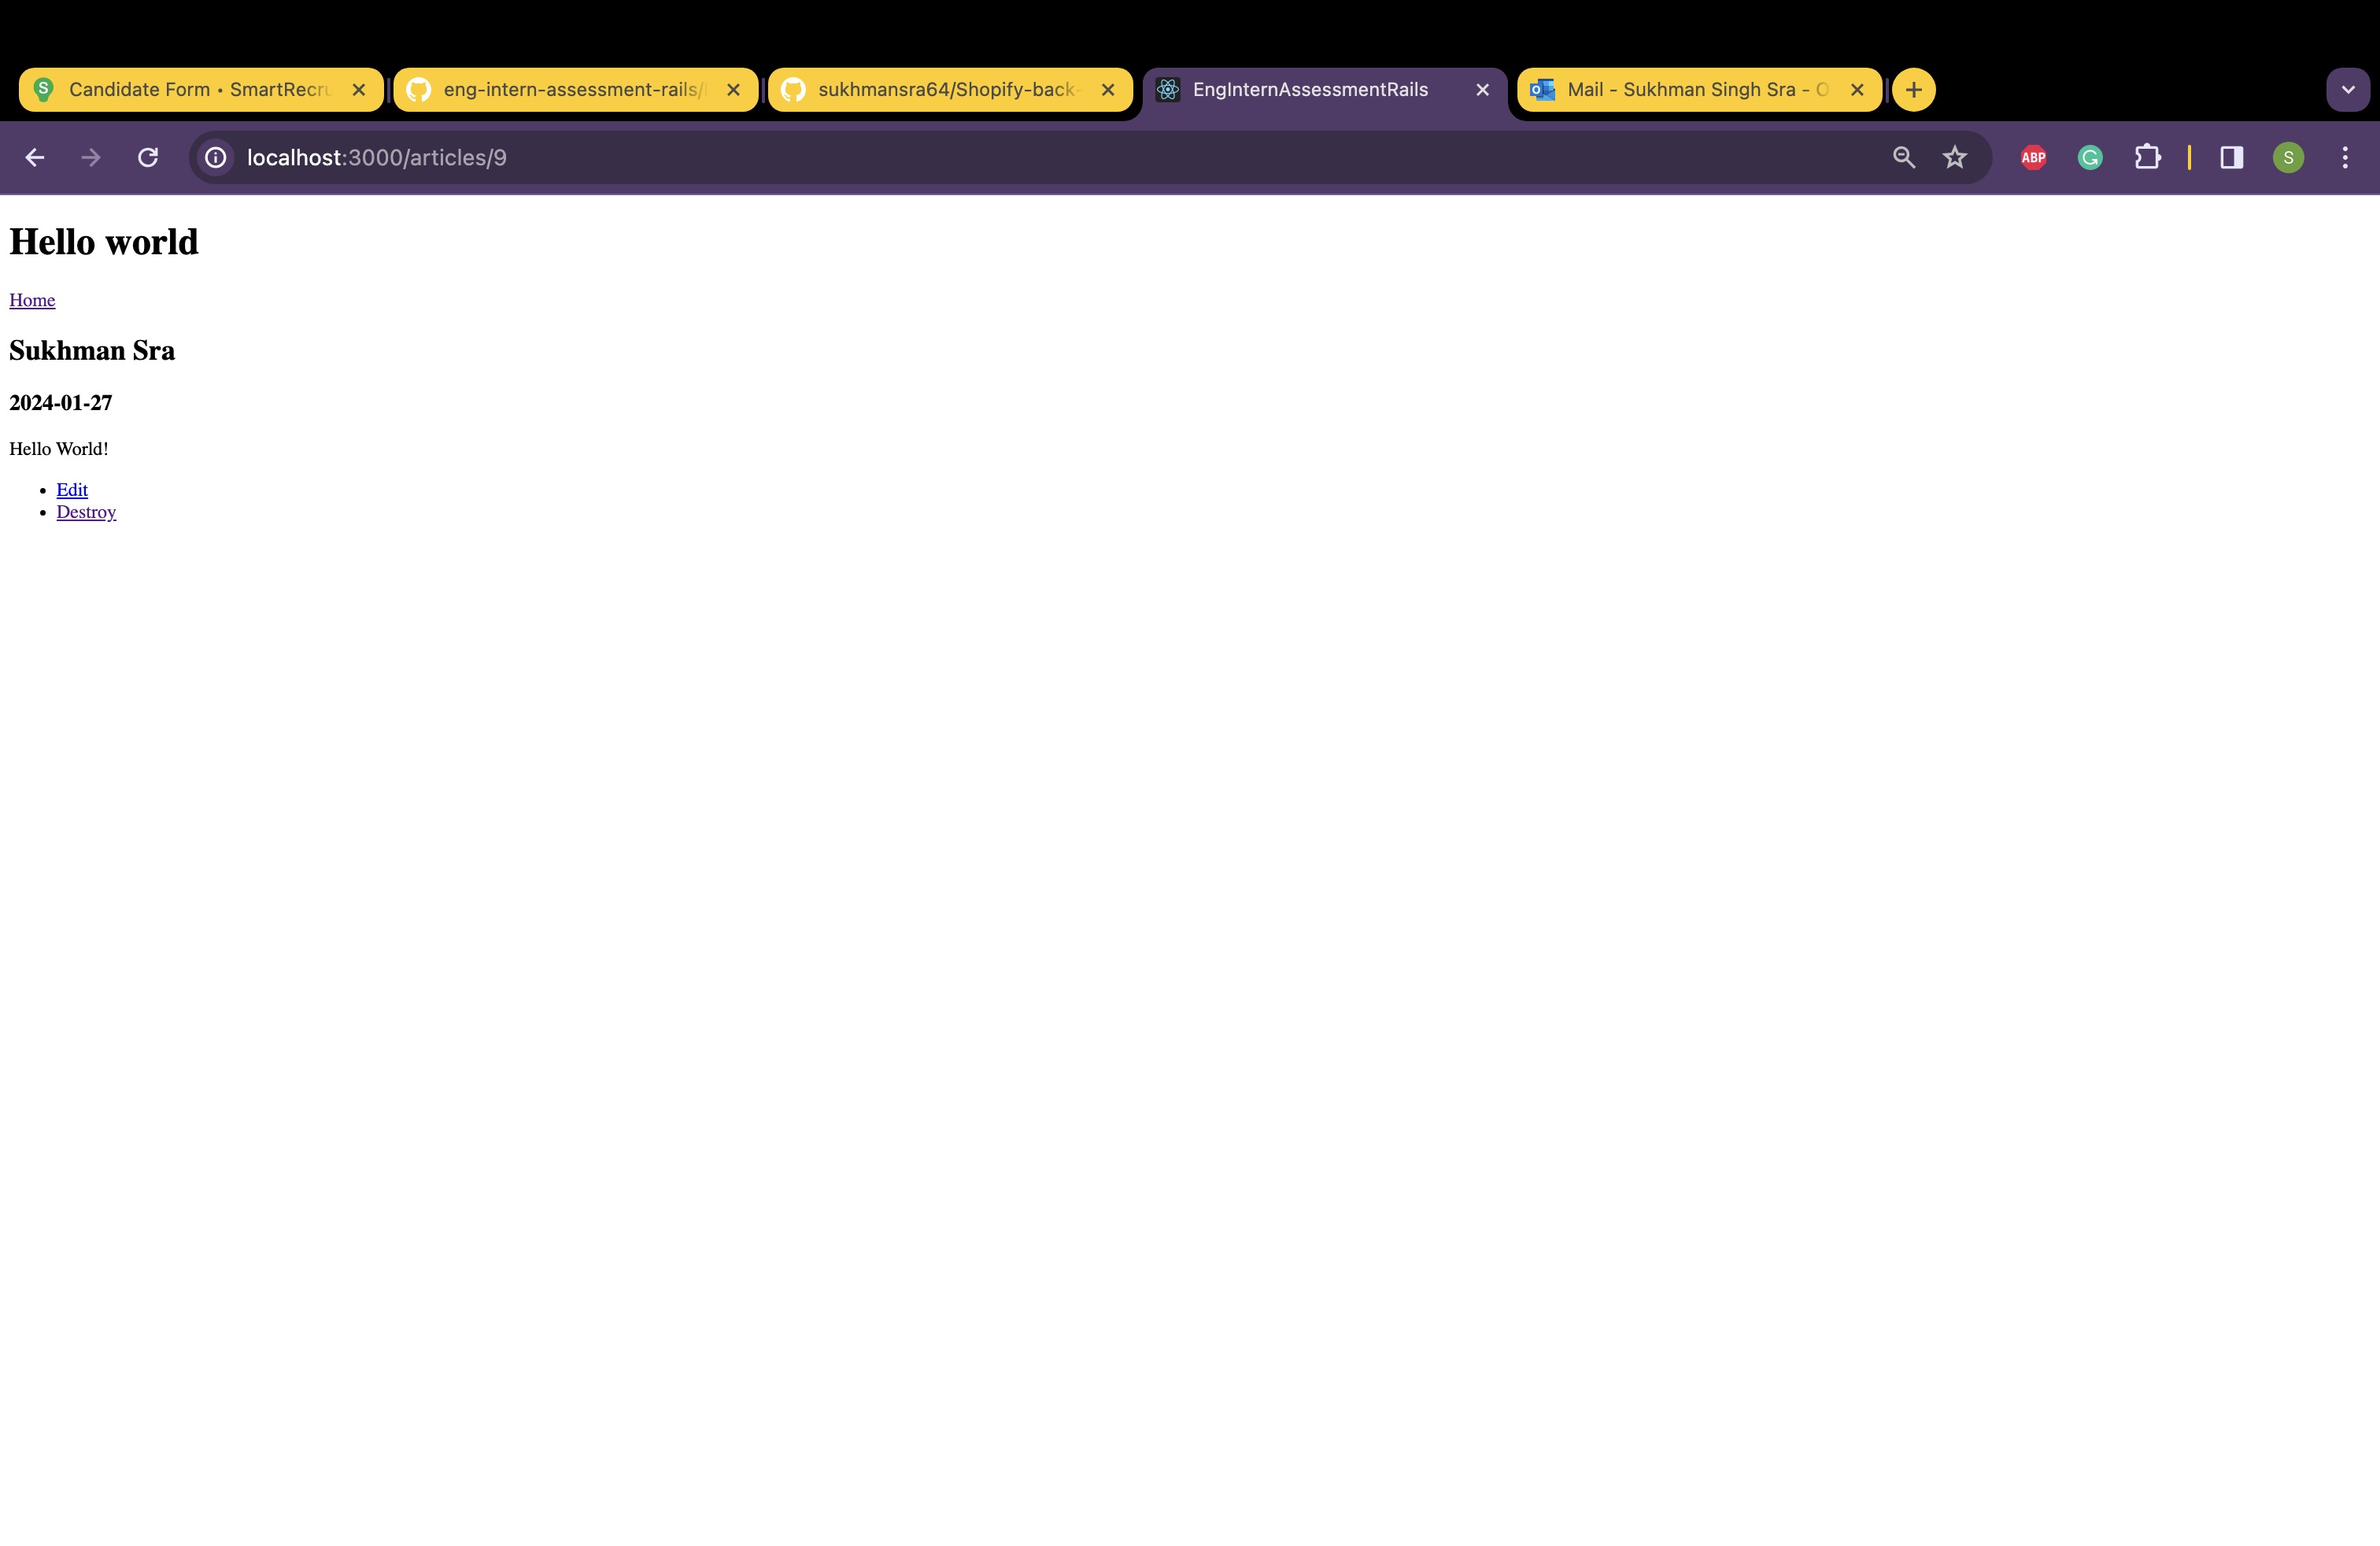 Candidate Form • SmartRecru
eng-intern-assessment-rails/
sukhmansra64/Shopify-back-
EngInternAssessmentRails
Mail - Sukhman Singh Sra - O
localhost:3000/articles/9
ABP
S
Hello world
Home
Sukhman Sra
2024-01-27
Hello World!
Edit
Destroy